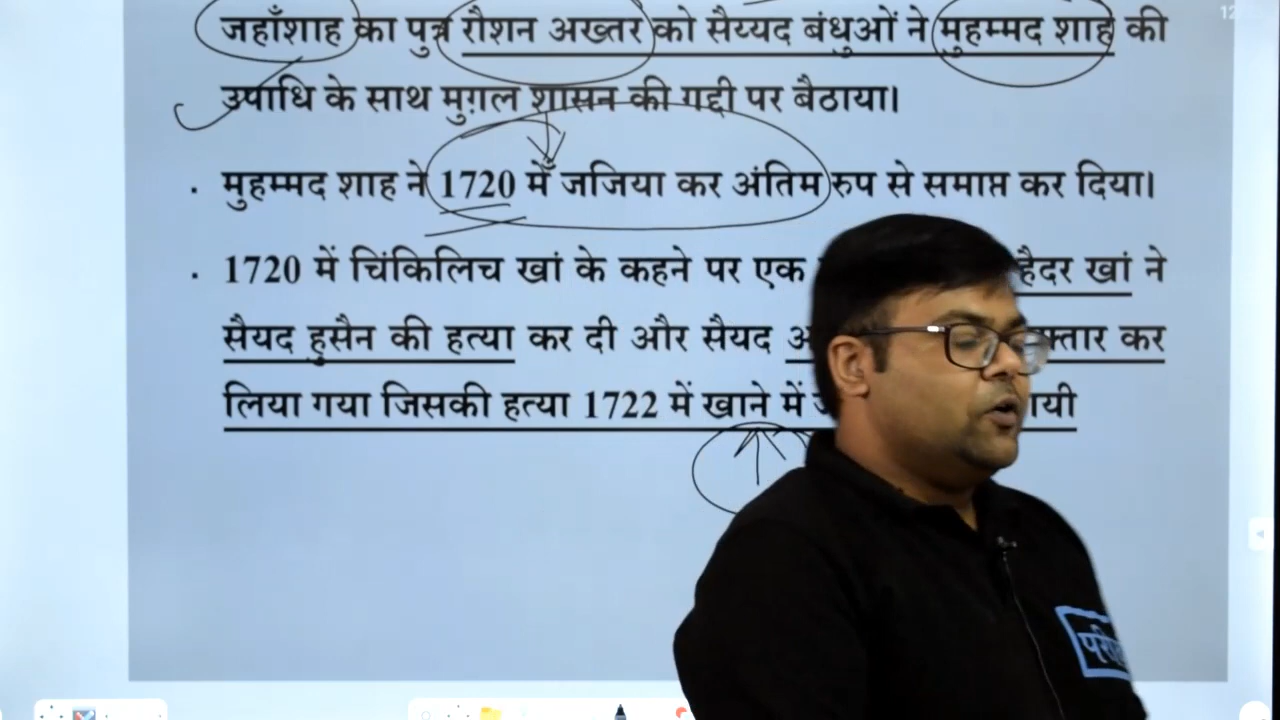 जहाँशाह का पुत्र रौशन अख्तर को सैय्यद बंधुओं ने मुहम्मद शाह की
उपाधि के साथ मुग़ल शासन की गद्दी पर बैठाया।
. मुहम्मद शाह ने 1720 में जजिया कर अंतिम रुप से समाप्त कर दिया।
. 1720 में चिंकिलिच खां के कहने पर एक हैदर खां ने
सैयद हुसैन की हत्या कर दी और सैयद कर
लिया गया जिसकी हत्या 1722 में खाने में